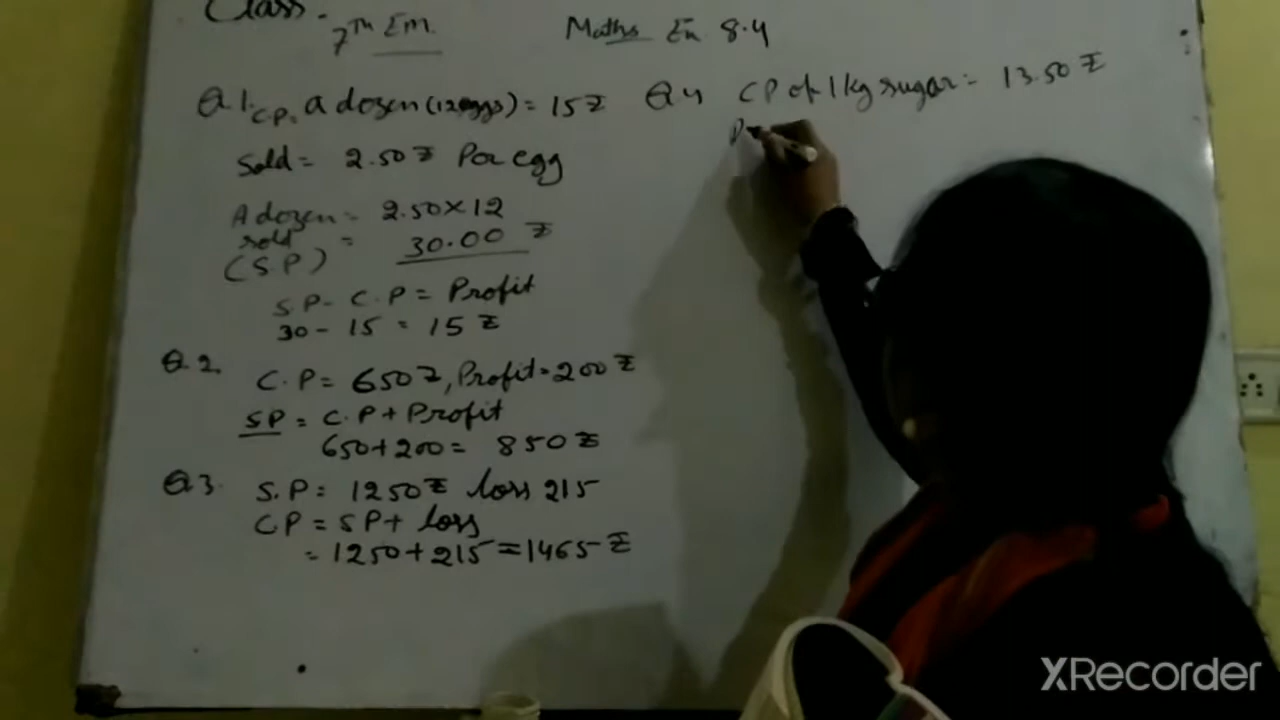 Class.
7th Em.
Maths Ex 8.4
Q.1. CP. a dozen (12 eggs) = 15 ₹
Sold = 2.50 ₹ Per egg
A dozen = 2.50 × 12
sold = 30.00 ₹
(S.P)
S.P - C.P = Profit
30 - 15 = 15 ₹
Q.2. C.P = 650 ₹, Profit = 200 ₹
SP = C.P + Profit
650 + 200 = 850 ₹
Q3. S.P = 1250 ₹ loss 215
CP = SP + loss
= 1250 + 215 = 1465 ₹
Q4 CP of 1 kg sugar = 13.50 ₹
XRecorder